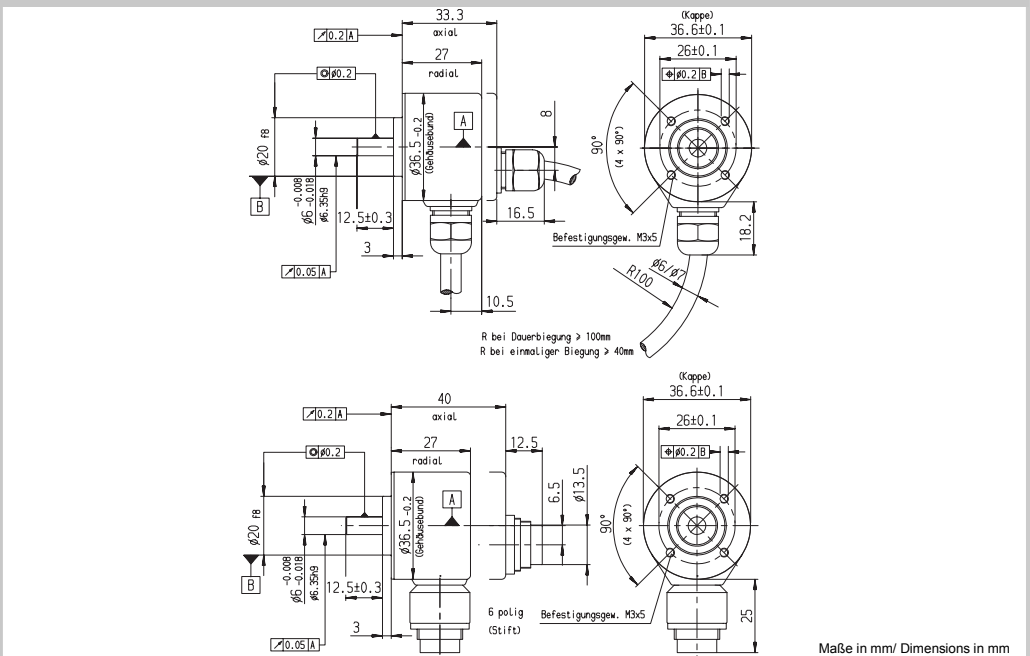 33.3
axial
↗ 0.2 A
27
radial
◎ ø0.2
ø20 f8
ø6 -0.008 -0.018
ø6.35h9
B
12.5±0.3
3
↗ 0.05 A
ø36.5 -0.2
(Gehäusebund)
A
8
16.5
10.5
(Kappe)
36.6±0.1
26±0.1
⌖ ø0.2 B
90°
(4 x 90°)
Befestigungsgew. M3x5
18.2
ø6/ø7
R100
R bei Dauerbiegung ⩾ 100mm
R bei einmaliger Biegung ⩾ 40mm
40
axial
↗ 0.2 A
27
radial
12.5
◎ ø0.2
ø20 f8
ø6 -0.008 -0.018
ø6.35h9
B
12.5±0.3
3
↗ 0.05 A
ø36.5 -0.2
(Gehäusebund)
A
6.5
ø13.5
6 polig
(Stift)
(Kappe)
36.6±0.1
26±0.1
⌖ ø0.2 B
90°
(4 x 90°)
Befestigungsgew. M3x5
25
Maße in mm/ Dimensions in mm